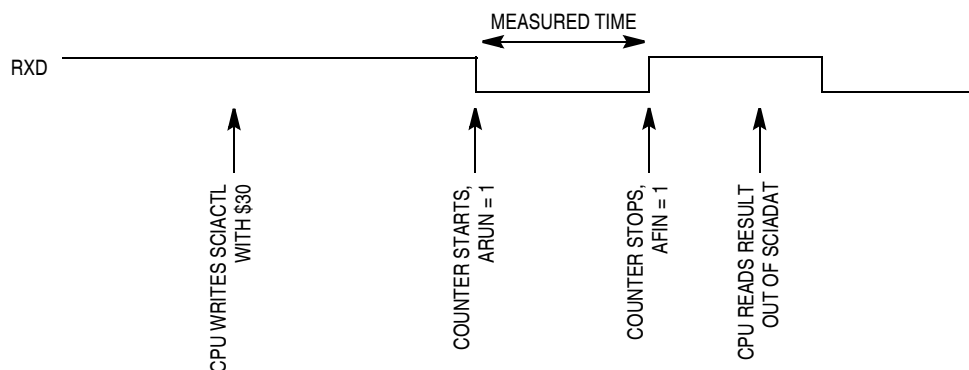 MEASURED TIME
RXD
CPU WRITES SCIACTL
WITH $30
COUNTER STARTS,
ARUN = 1
COUNTER STOPS,
AFIN = 1
CPU READS RESULT
OUT OF SCIADAT